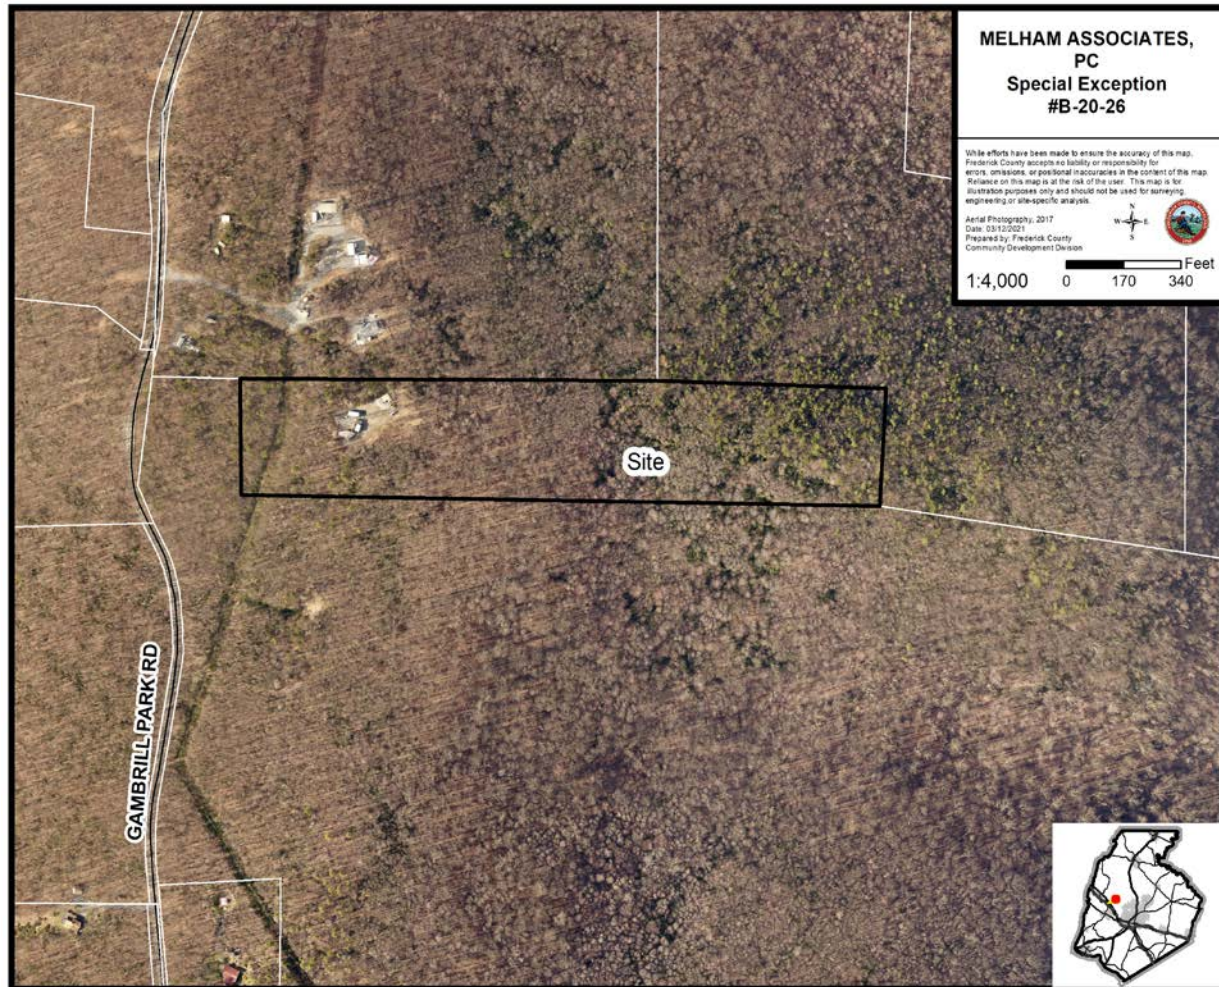 MELHAM ASSOCIATES,
PC
Special Exception
#B-20-26
While efforts have been made to ensure the accuracy of this map,
Frederick County accepts no liability or responsibility for
errors, omissions, or positional inaccuracies in the content of this map.
Reliance on this map is at the risk of the user. This map is for
illustration purposes only and should not be used for surveying,
engineering, or site-specific analysis.
Aerial Photography, 2017
Date: 03/12/2021
Prepared by: Frederick County
Community Development Division
N
W E
S
1:4,000
Feet
0 170 340
Site
GAMBRILL PARK RD